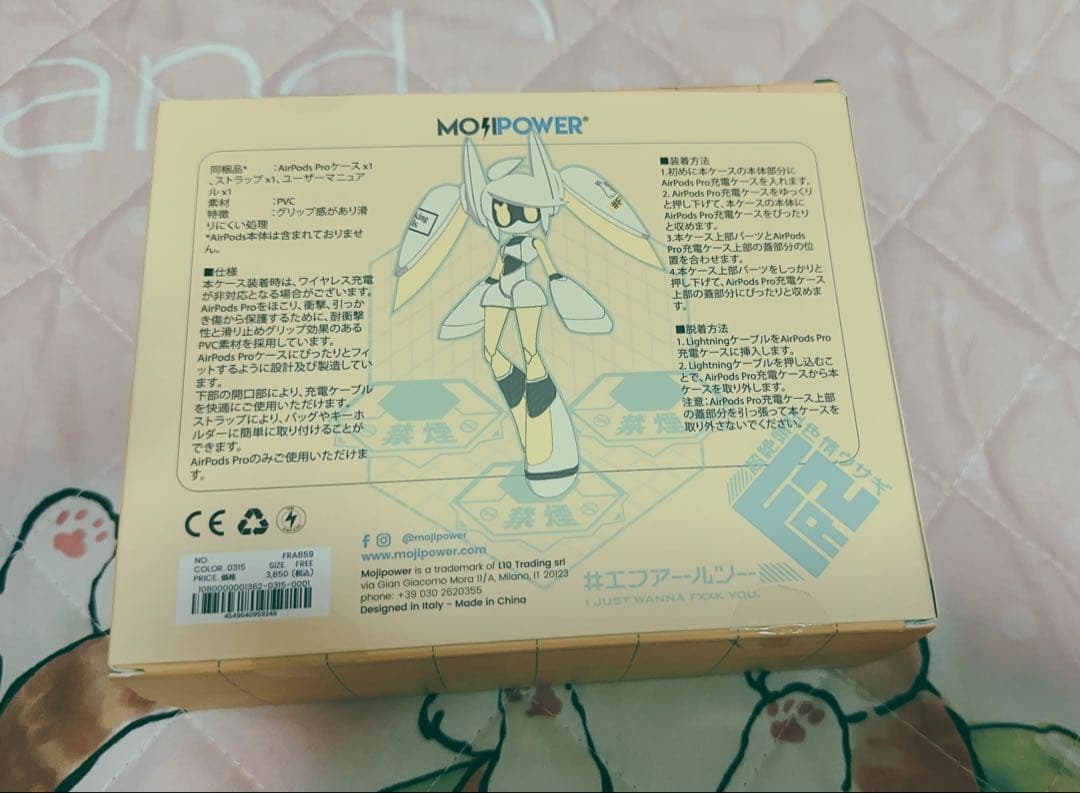 and
MOJIPOWER®
同梱品* :AirPods Proケース x1
、ストラップ x1、ユーザーマニュア
ル x1
素材 :PVC
特徴 :グリップ感があり滑
りにくい処理
*AirPods本体は含まれておりませ
ん。
■仕様
本ケース装着時は、ワイヤレス充電
が非対応となる場合がございます。
AirPods Proをほこり、衝撃、引っか
き傷から保護するために、耐衝撃
性と滑り止めグリップ効果のある
PVC素材を採用しています。
AirPods Proケースにぴったりとフィ
ットするように設計及び製造してい
ます。
下部の開口部により、充電ケーブル
を快適にご使用いただけます。
ストラップにより、バッグやキーホ
ルダーに簡単に取り付けることが
できます。
AirPods Proのみご使用いただけま
す。
■装着方法
1.初めに本ケースの本体部分に
AirPods Pro充電ケースを入れます。
2. AirPods Pro充電ケースをゆっくり
と押し下げて、本ケースの本体に
AirPods Pro充電ケースをぴったり
と収めます。
3.本ケース上部パーツとAirPods
Pro充電ケース上部の蓋部分の位
置を合わせます。
4.本ケース上部パーツをしっかりと
押し下げて、AirPods Pro充電ケース
上部の蓋部分にぴったりと収めま
す。
■脱着方法
1. LightningケーブルをAirPods Pro
充電ケースに挿入します。
2. Lightningケーブルを押し込むこ
とで、AirPods Pro充電ケースから本
ケースを取り外します。
注意:AirPods Pro充電ケース上部
の蓋部分を引っ張って本ケースを
取り外さないでください。
禁煙
禁煙
禁煙
色情ウサギ
CE
@mojipower
www.mojipower.com
Mojipower is a trademark of L10 Trading srl
via Gian Giacomo Mora 11/A, Milano, IT 20123
phone: +39 030 2620355
Designed in Italy - Made in China
NO. FRAB59
COLOR. 0315 SIZE. FREE
PRICE. 価格 3,850 (税込)
1080000001362-0315-0001
4549640959249
#エフアールツー
I JUST WANNA FXXK YOU.